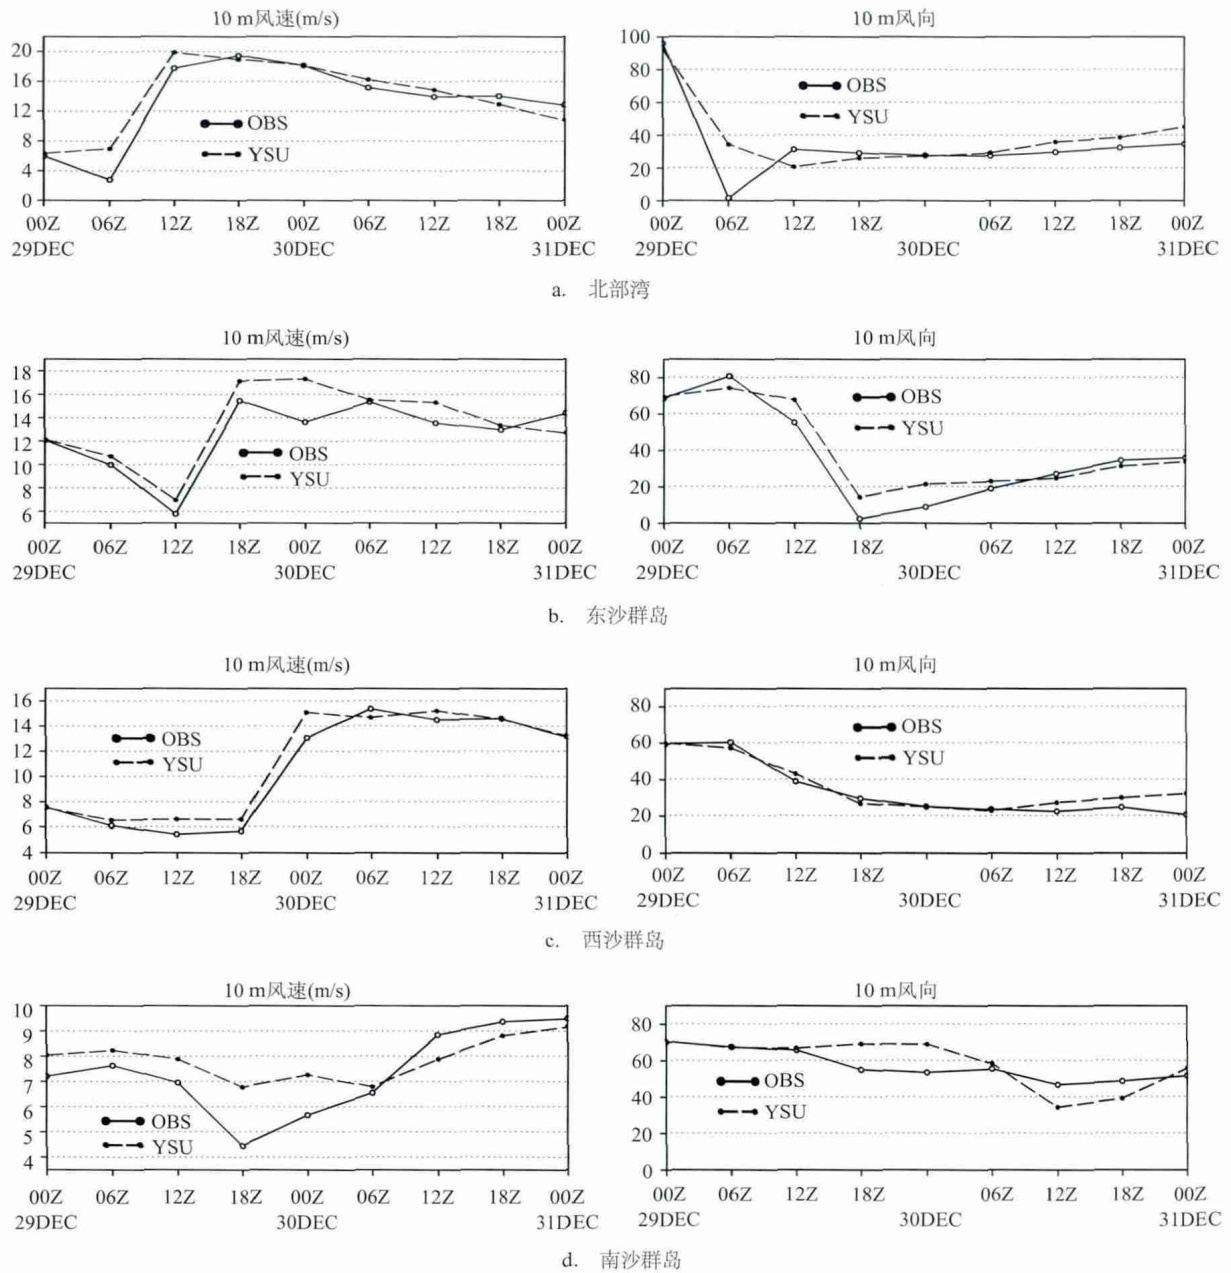 10 m风速(m/s)
20
16
12
8
4
0
OBS
YSU
00Z 06Z 12Z 18Z 00Z 06Z 12Z 18Z 00Z
29DEC 30DEC 31DEC
10 m风向
100
80
60
40
20
0
OBS
YSU
00Z 06Z 12Z 18Z 06Z 12Z 18Z 00Z
29DEC 30DEC 31DEC
a. 北部湾
10 m风速(m/s)
18
16
14
12
10
8
6
OBS
YSU
00Z 06Z 12Z 18Z 00Z 06Z 12Z 18Z 00Z
29DEC 30DEC 31DEC
10 m风向
80
60
40
20
0
OBS
YSU
00Z 06Z 12Z 18Z 06Z 12Z 18Z 00Z
29DEC 30DEC 31DEC
b. 东沙群岛
10 m风速(m/s)
16
14
12
10
8
6
4
OBS
YSU
00Z 06Z 12Z 18Z 00Z 06Z 12Z 18Z 00Z
29DEC 30DEC 31DEC
10 m风向
80
60
40
20
0
OBS
YSU
00Z 06Z 12Z 18Z 06Z 12Z 18Z 00Z
29DEC 30DEC 31DEC
c. 西沙群岛
10 m风速(m/s)
10
9
8
7
6
5
4
OBS
YSU
00Z 06Z 12Z 18Z 00Z 06Z 12Z 18Z 00Z
29DEC 30DEC 31DEC
10 m风向
80
60
40
20
0
OBS
YSU
00Z 06Z 12Z 18Z 06Z 12Z 18Z 00Z
29DEC 30DEC 31DEC
d. 南沙群岛